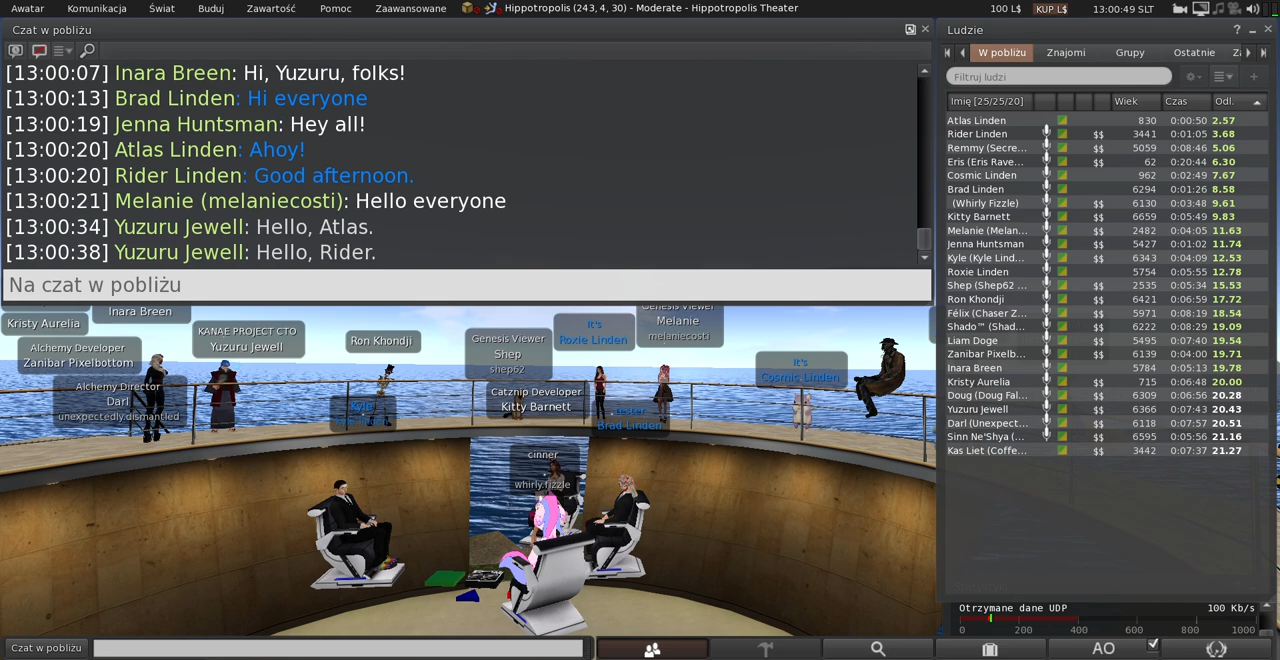 Awatar Komunikacja Świat Buduj Zawartość Pomoc Zaawansowane Hippotropolis (243, 4, 30) - Moderate - Hippotropolis Theater 100 L$ KUP L$ 13:00:49 SLT
Czat w pobliżu
[13:00:07] Inara Breen: Hi, Yuzuru, folks!
[13:00:13] Brad Linden: Hi everyone
[13:00:19] Jenna Huntsman: Hey all!
[13:00:20] Atlas Linden: Ahoy!
[13:00:20] Rider Linden: Good afternoon.
[13:00:21] Melanie (melaniecosti): Hello everyone
[13:00:34] Yuzuru Jewell: Hello, Atlas.
[13:00:38] Yuzuru Jewell: Hello, Rider.
Na czat w pobliżu
Inara Breen
Kristy Aurelia
Alchemy Developer
Zanibar Pixelbottom
Alchemy Director
Darl
unexpectedly.dismantled
KANAE PROJECT CTO
Yuzuru Jewell
Ron Khondji
Kyle
Genesis Viewer
Shep
shep62
Catznip Developer
Kitty Barnett
It's
Roxie Linden
tester
Brad Linden
Genesis Viewer
Melanie
melaniecosti
It's
Cosmic Linden
cinner
whirly.fizzle
Ludzie
W pobliżu Znajomi Grupy Ostatnie
Filtruj ludzi
Imię [25/25/20] Wiek Czas Odl.
Atlas Linden 830 0:00:50 2.57
Rider Linden $$ 3441 0:01:05 3.68
Remmy (Secre... $$ 5059 0:08:46 5.06
Eris (Eris Rave... $$ 62 0:20:44 6.30
Cosmic Linden 962 0:02:49 7.67
Brad Linden 6294 0:01:26 8.58
(Whirly Fizzle) $$ 6130 0:03:48 9.61
Kitty Barnett $$ 6659 0:05:49 9.83
Melanie (Melan... $$ 2482 0:04:05 11.63
Jenna Huntsman $$ 5427 0:01:02 11.74
Kyle (Kyle Lind... $$ 6343 0:04:09 12.53
Roxie Linden 5754 0:05:55 12.78
Shep (Shep62 ... $$ 2535 0:05:34 15.53
Ron Khondji $$ 6421 0:06:59 17.72
Félix (Chaser Z... $$ 5971 0:08:19 18.54
Shado™ (Shad... $$ 6222 0:08:29 19.09
Liam Doge $$ 5495 0:07:40 19.54
Zanibar Pixelb... $$ 6139 0:04:00 19.71
Inara Breen 5784 0:05:13 19.78
Kristy Aurelia $$ 715 0:06:48 20.00
Doug (Doug Fal... $$ 6309 0:06:56 20.28
Yuzuru Jewell $$ 6366 0:07:43 20.43
Darl (Unexpect... $$ 6118 0:07:57 20.51
Sinn Ne'Shya (... $$ 6595 0:05:56 21.16
Kas Liet (Coffe... $$ 3442 0:07:37 21.27
Otrzymane dane UDP 100 Kb/s
0 200 400 600 800 1000
Czat w pobliżu
AO